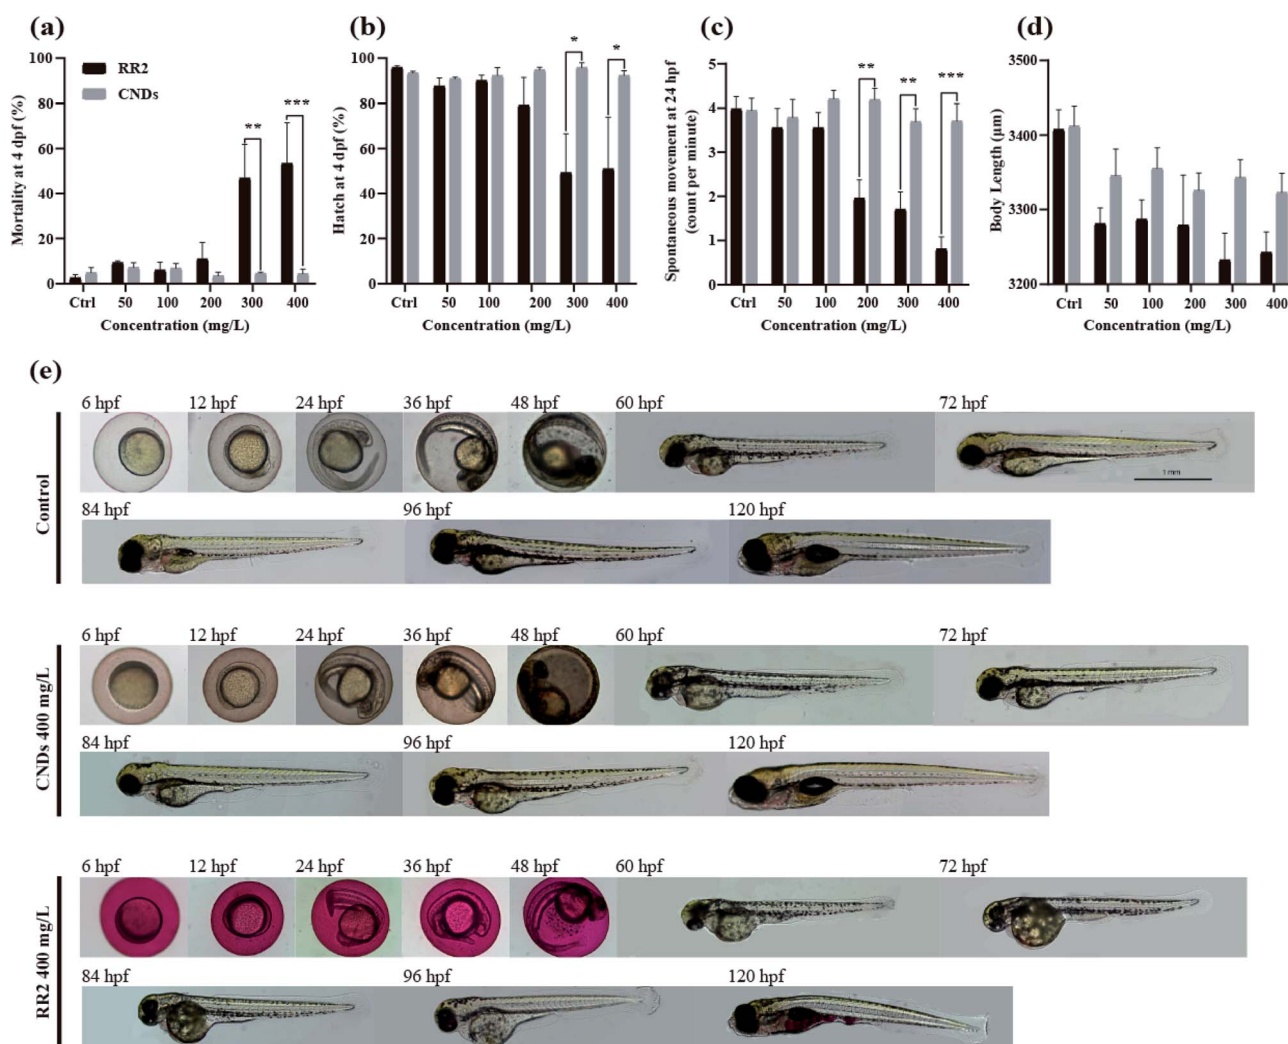 (a)
Mortality at 4 dpf (%)
100
80
60
40
20
0
RR2
CNDs
**
***
Ctrl 50 100 200 300 400
Concentration (mg/L)
(b)
Hatch at 4 dpf (%)
100
80
60
40
20
0
*
*
Ctrl 50 100 200 300 400
Concentration (mg/L)
(c)
Spontaneous movement at 24 hpf
(count per minute)
5
4
3
2
1
0
**
**
***
Ctrl 50 100 200 300 400
Concentration (mg/L)
(d)
Body Length (μm)
3500
3400
3300
3200
Ctrl 50 100 200 300 400
Concentration (mg/L)
(e)
Control
6 hpf 12 hpf 24 hpf 36 hpf 48 hpf 60 hpf 72 hpf
1 mm
84 hpf 96 hpf 120 hpf
CNDs 400 mg/L
6 hpf 12 hpf 24 hpf 36 hpf 48 hpf 60 hpf 72 hpf
84 hpf 96 hpf 120 hpf
RR2 400 mg/L
6 hpf 12 hpf 24 hpf 36 hpf 48 hpf 60 hpf 72 hpf
84 hpf 96 hpf 120 hpf